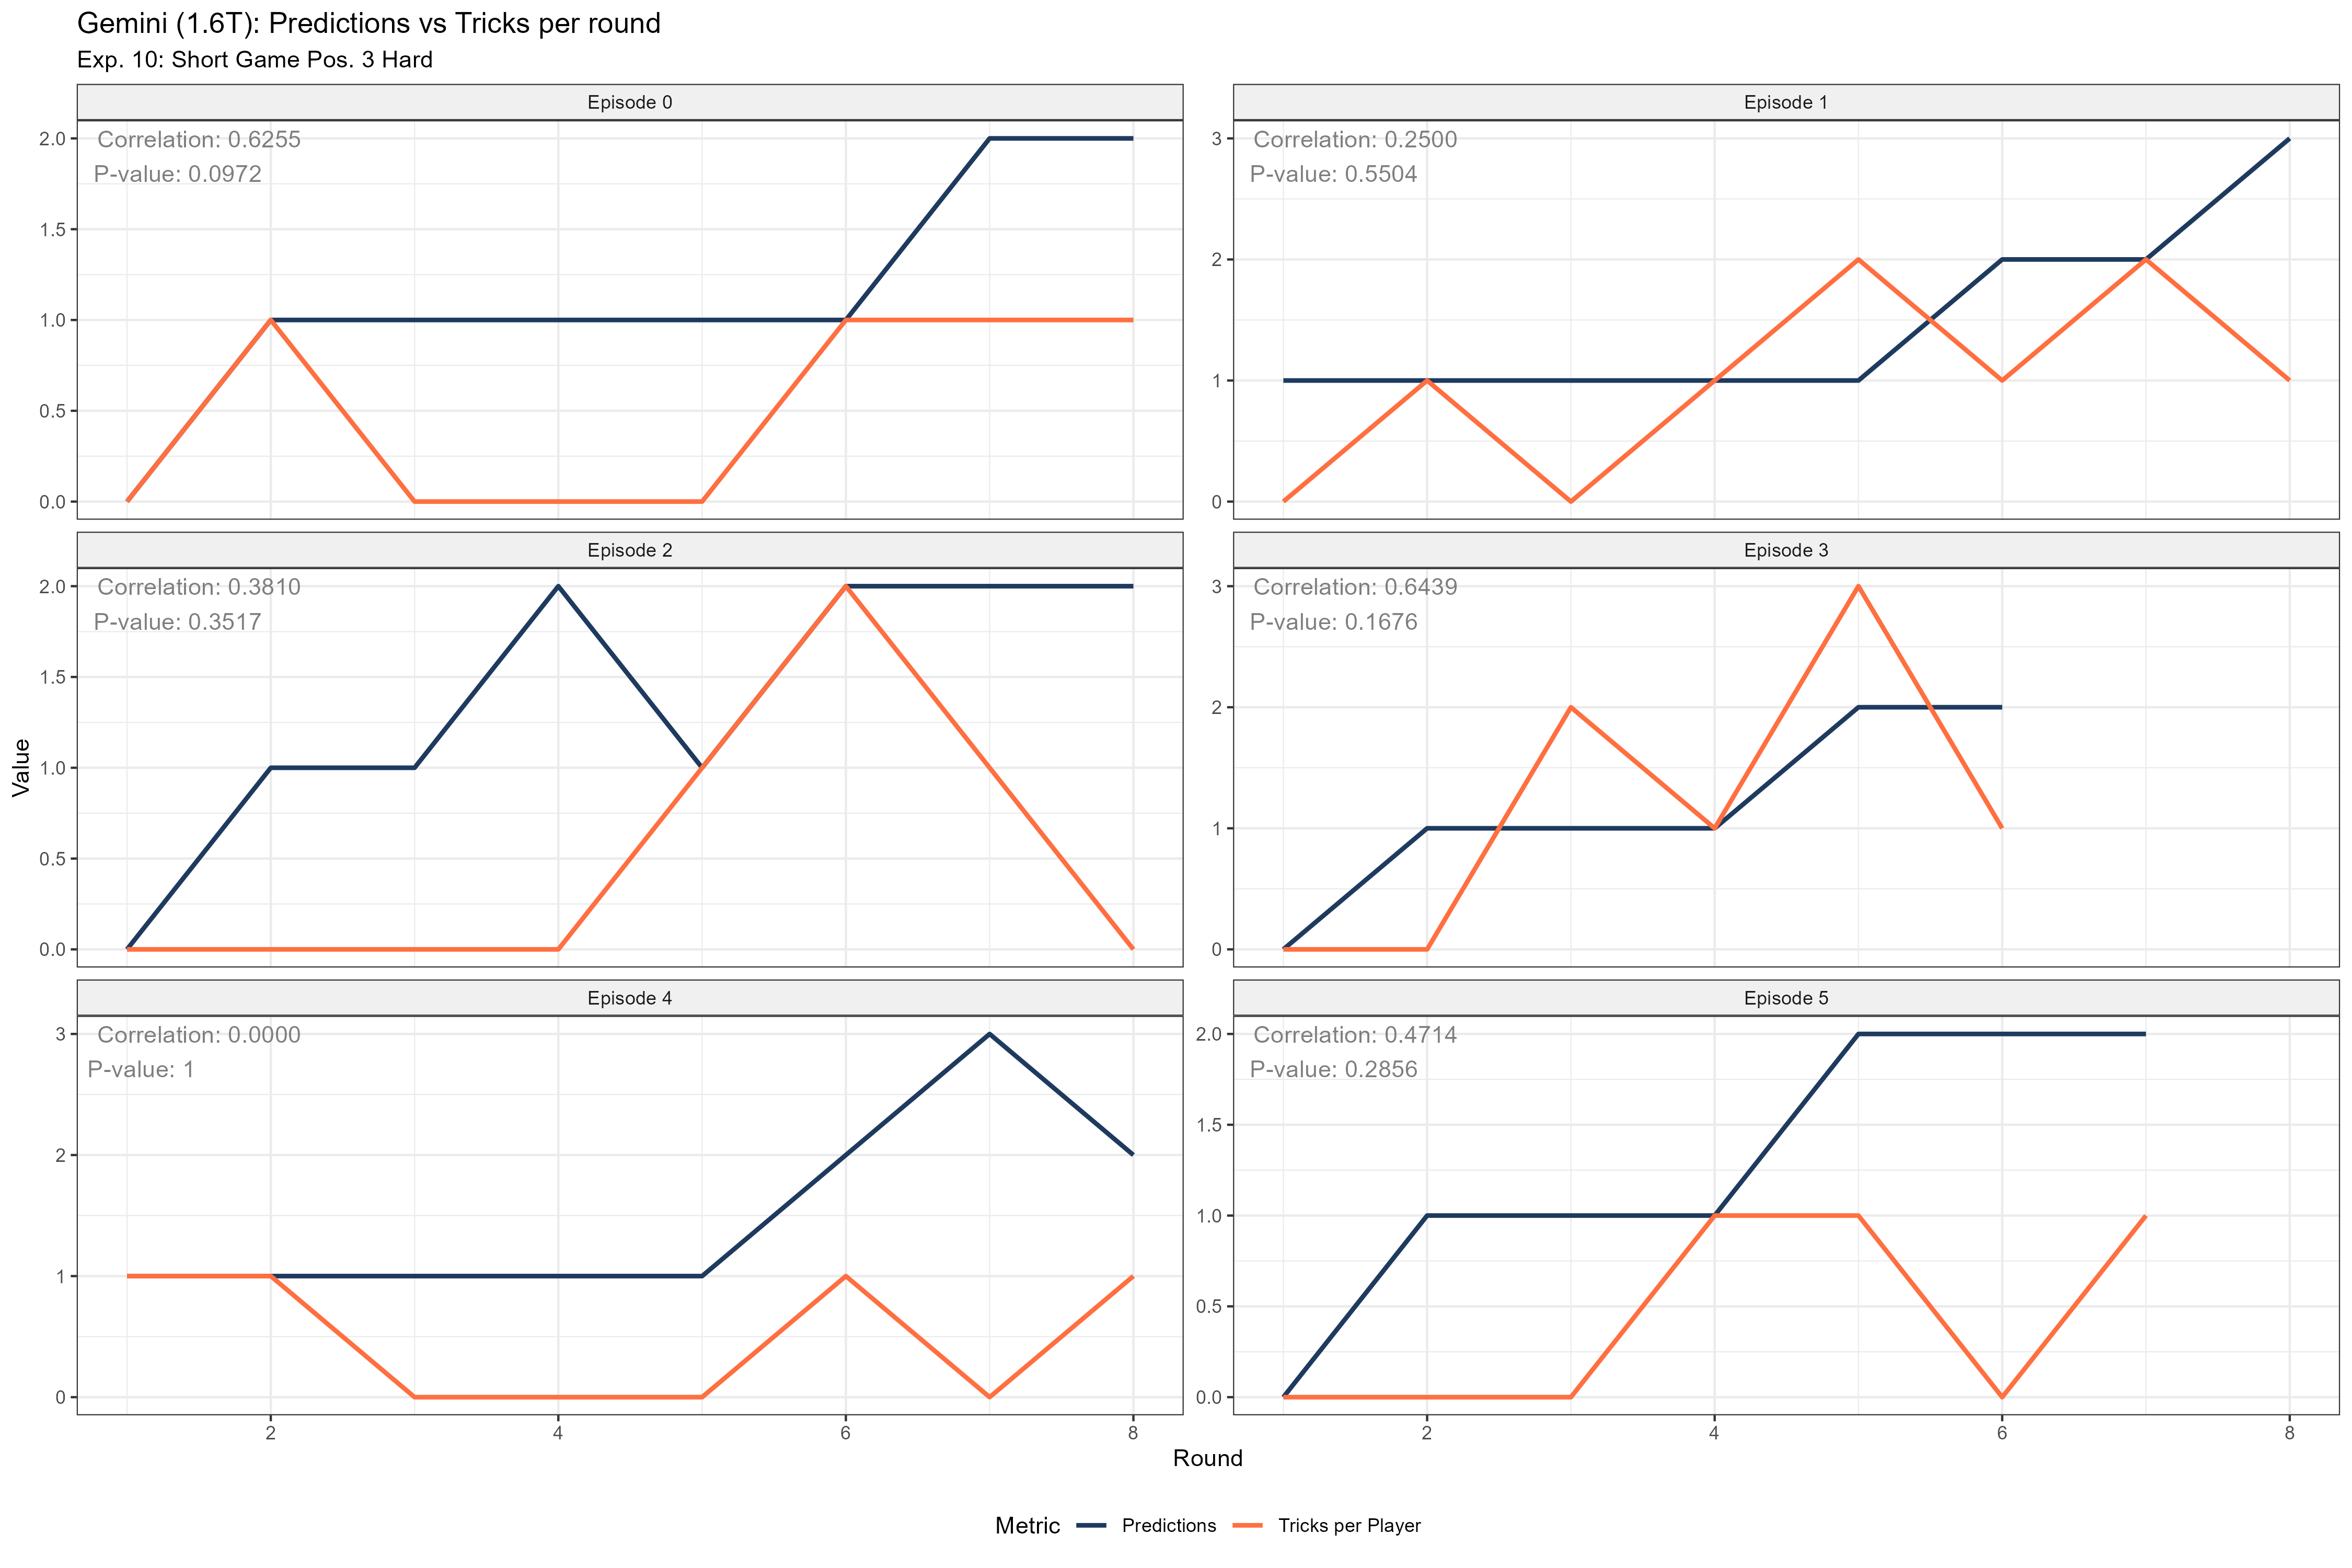 Gemini (1.6T): Predictions vs Tricks per round
Exp. 10: Short Game Pos. 3 Hard
Episode 0
Correlation: 0.6255
P-value: 0.0972
2.0
1.5
1.0
0.5
0.0
Episode 1
Correlation: 0.2500
P-value: 0.5504
3
2
1
0
Episode 2
Correlation: 0.3810
P-value: 0.3517
2.0
1.5
1.0
0.5
0.0
Episode 3
Correlation: 0.6439
P-value: 0.1676
3
2
1
0
Episode 4
Correlation: 0.0000
P-value: 1
3
2
1
0
2 4 6 8
Episode 5
Correlation: 0.4714
P-value: 0.2856
2.0
1.5
1.0
0.5
0.0
2 4 6 8
Value
Round
Metric Predictions Tricks per Player